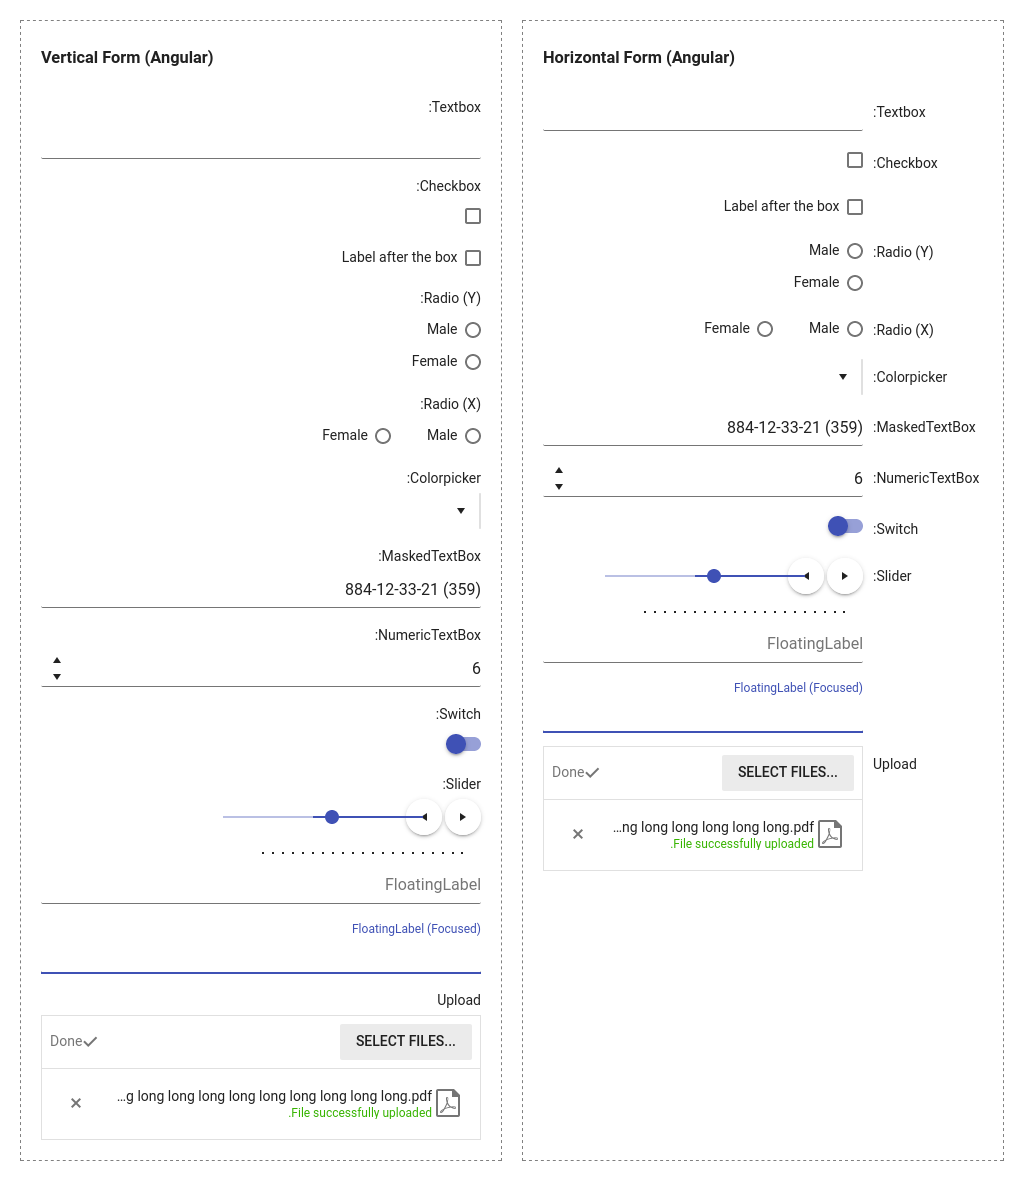 Vertical Form (Angular)
:Textbox
:Checkbox
Label after the box
:Radio (Y)
Male
Female
:Radio (X)
Female Male
:Colorpicker
:MaskedTextBox
884-12-33-21 (359)
:NumericTextBox
6
:Switch
:Slider
FloatingLabel
FloatingLabel (Focused)
Upload
Done SELECT FILES...
...g long long long long long long long long long.pdf
.File successfully uploaded
Horizontal Form (Angular)
:Textbox
:Checkbox
Label after the box
Male :Radio (Y)
Female
Female Male :Radio (X)
:Colorpicker
884-12-33-21 (359) :MaskedTextBox
6 :NumericTextBox
:Switch
:Slider
FloatingLabel
FloatingLabel (Focused)
Done SELECT FILES... Upload
...ng long long long long long.pdf
.File successfully uploaded